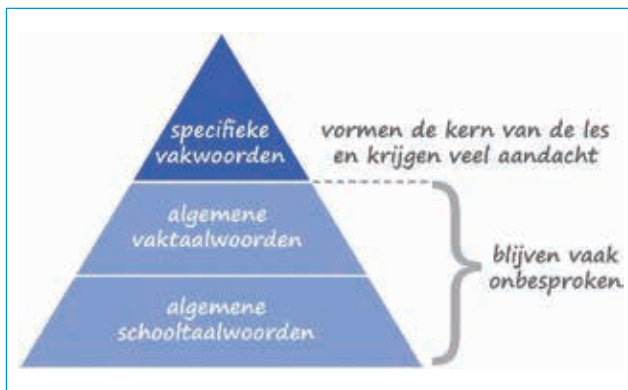 specifieke
vakwoorden
vormen de kern van de les
en krijgen veel aandacht
algemene
vaktaalwoorden
algemene
schooltaalwoorden
blijven vaak
onbesproken